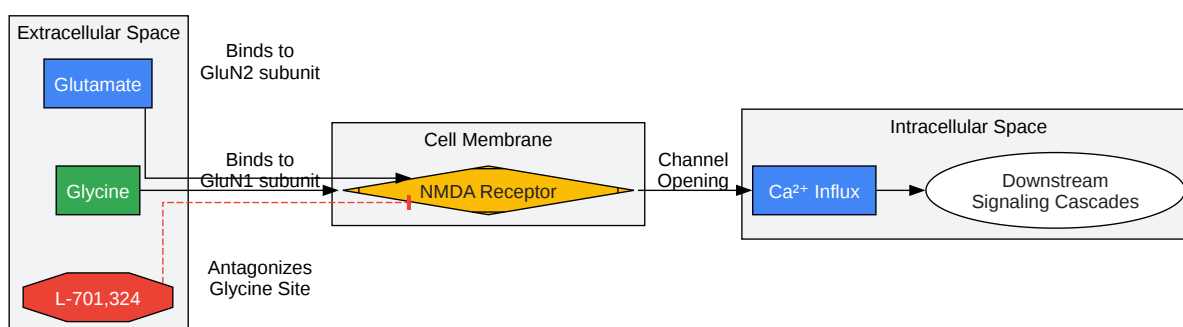 Extracellular Space
Glutamate
Binds to
GluN2 subunit
Glycine
Binds to
GluN1 subunit
L-701,324
Antagonizes
Glycine Site
Cell Membrane
NMDA Receptor
Channel
Opening
Intracellular Space
Ca²⁺ Influx
Downstream
Signaling Cascades